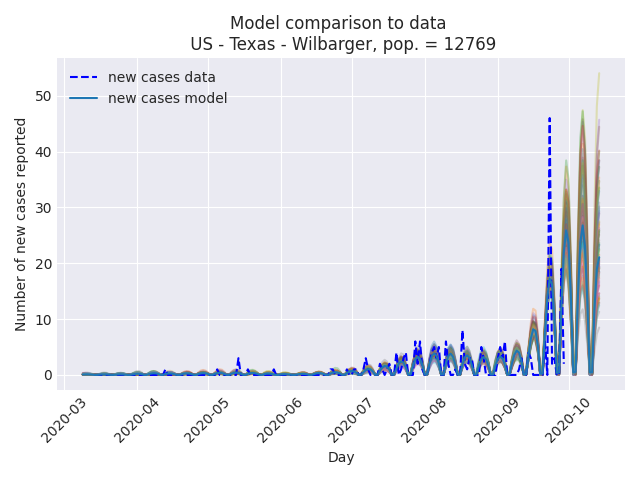 Model comparison to data
US - Texas - Wilbarger, pop. = 12769
new cases data
new cases model
Number of new cases reported
50
40
30
20
10
0
2020-03
2020-04
2020-05
2020-06
2020-07
2020-08
2020-09
2020-10
Day